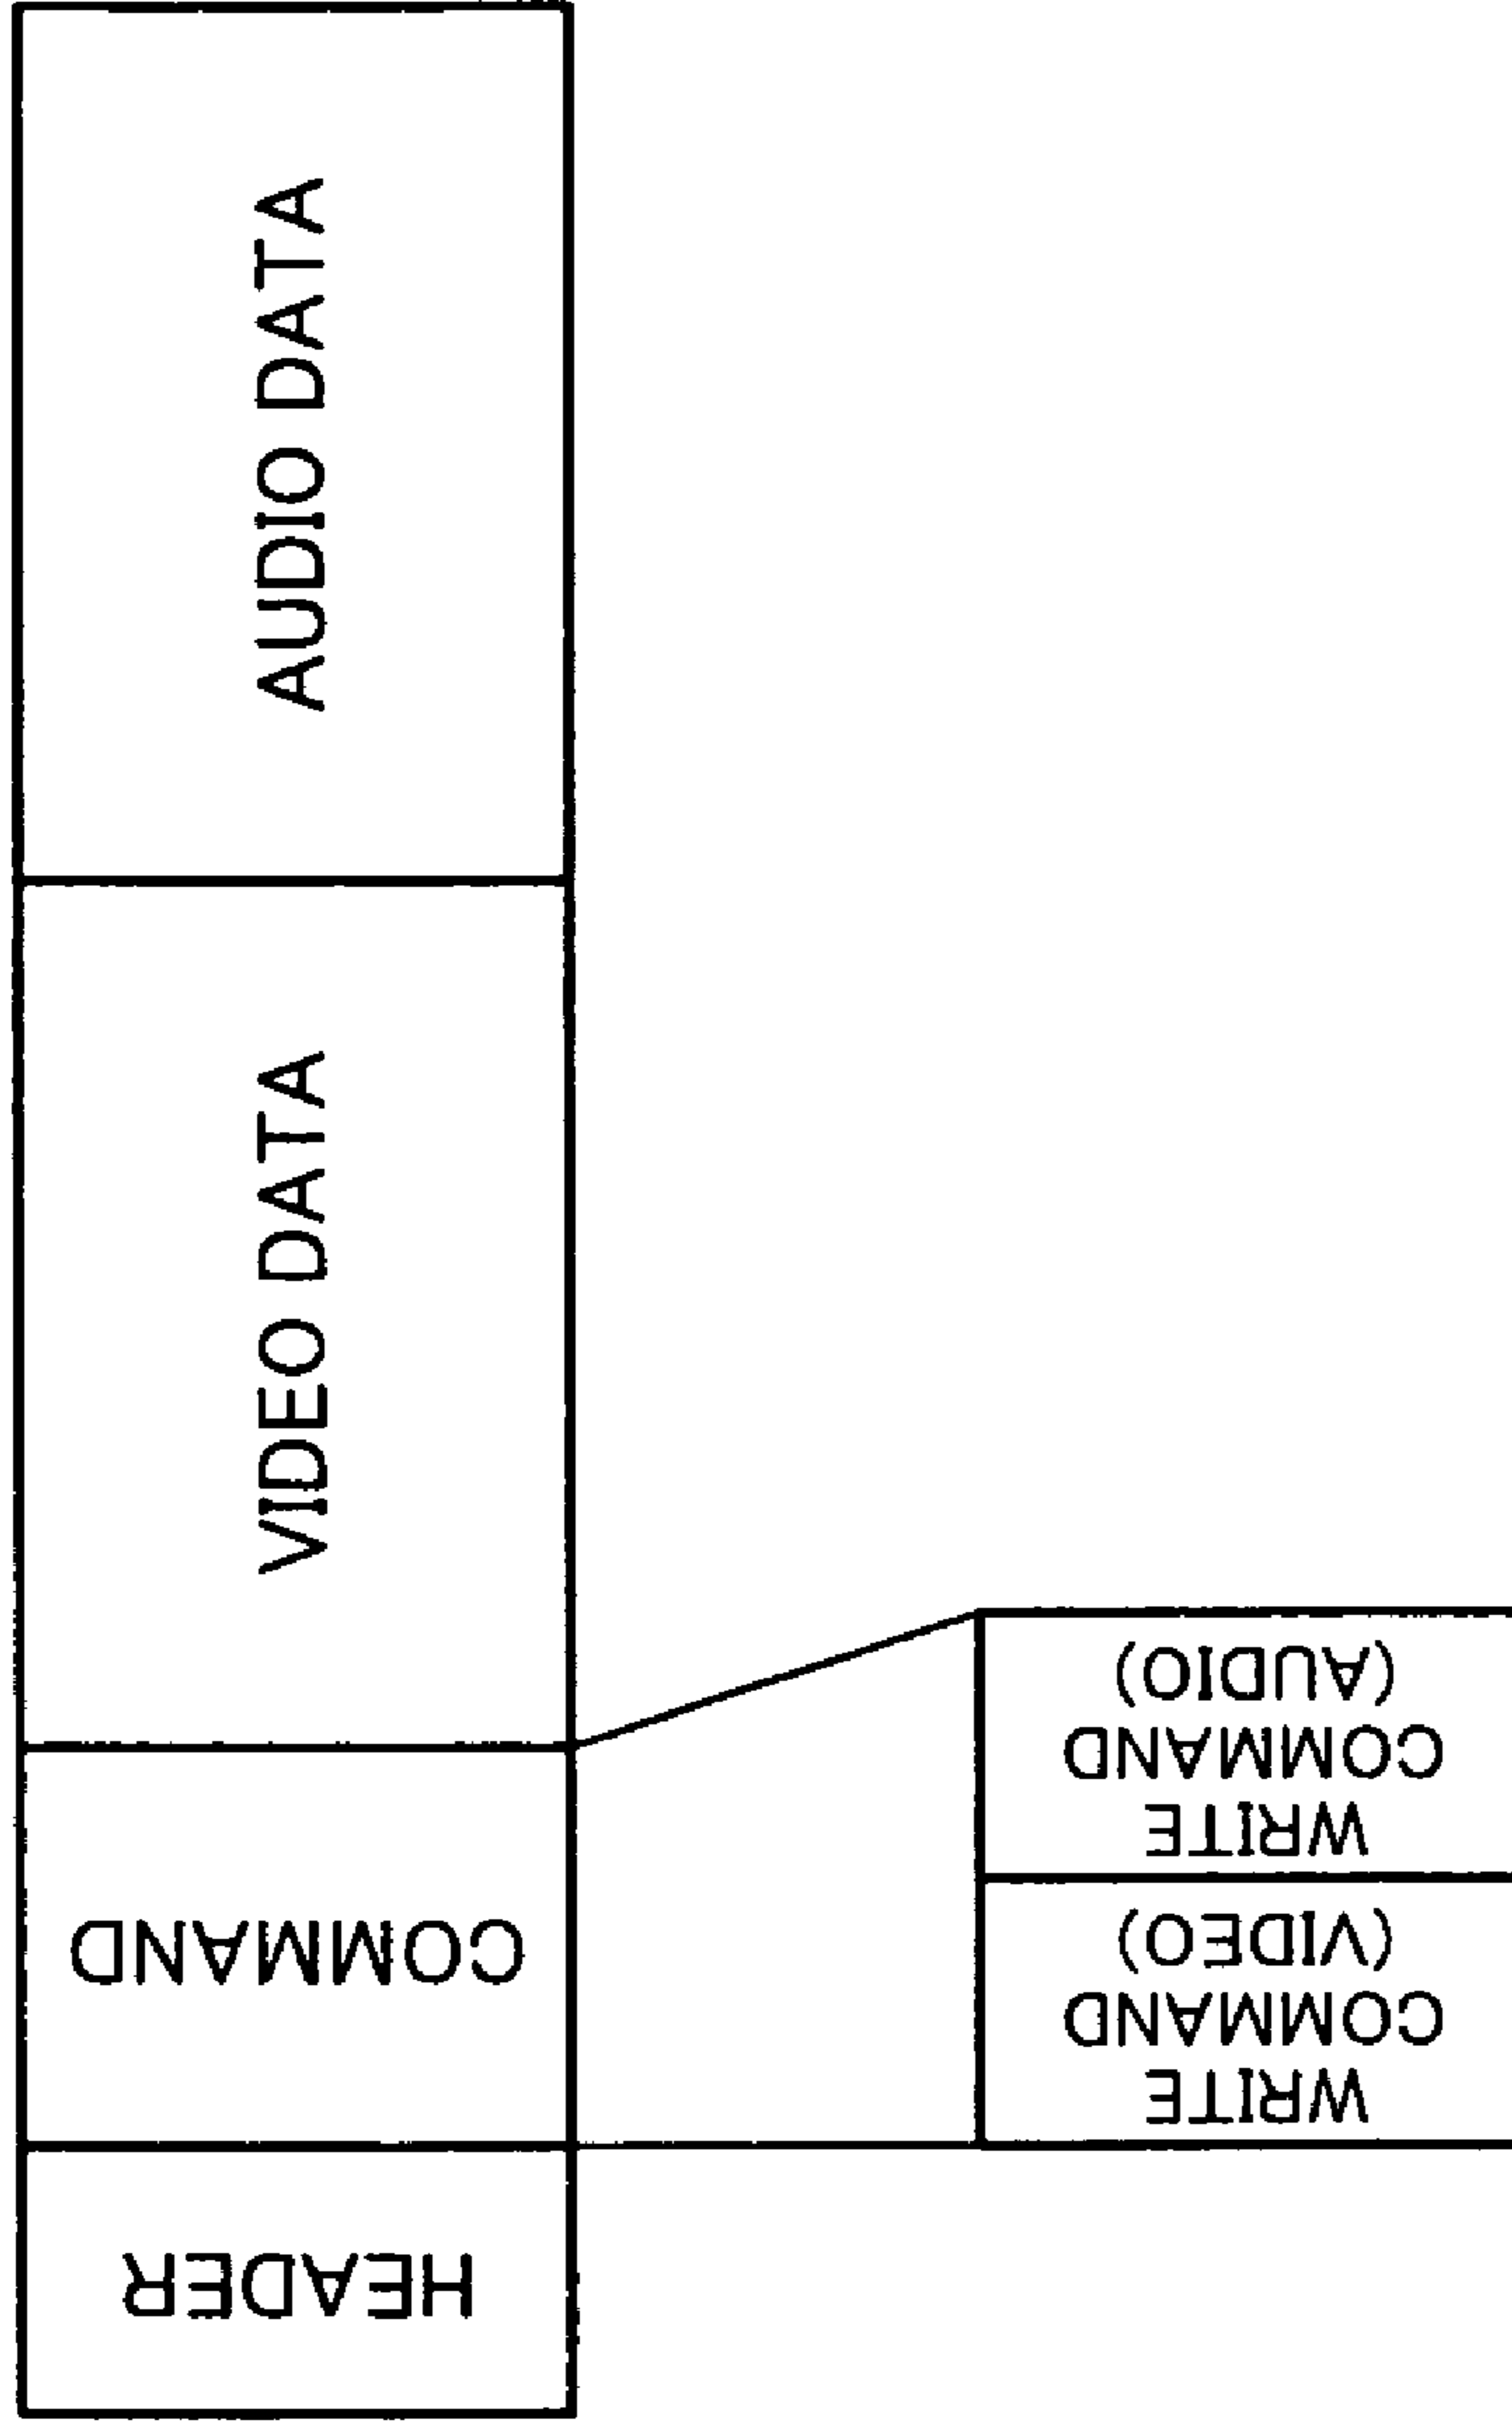 HEADER
COMMAND
VIDEO DATA
AUDIO DATA
WRITE
COMMAND
(VIDEO)
WRITE
COMMAND
(AUDIO)